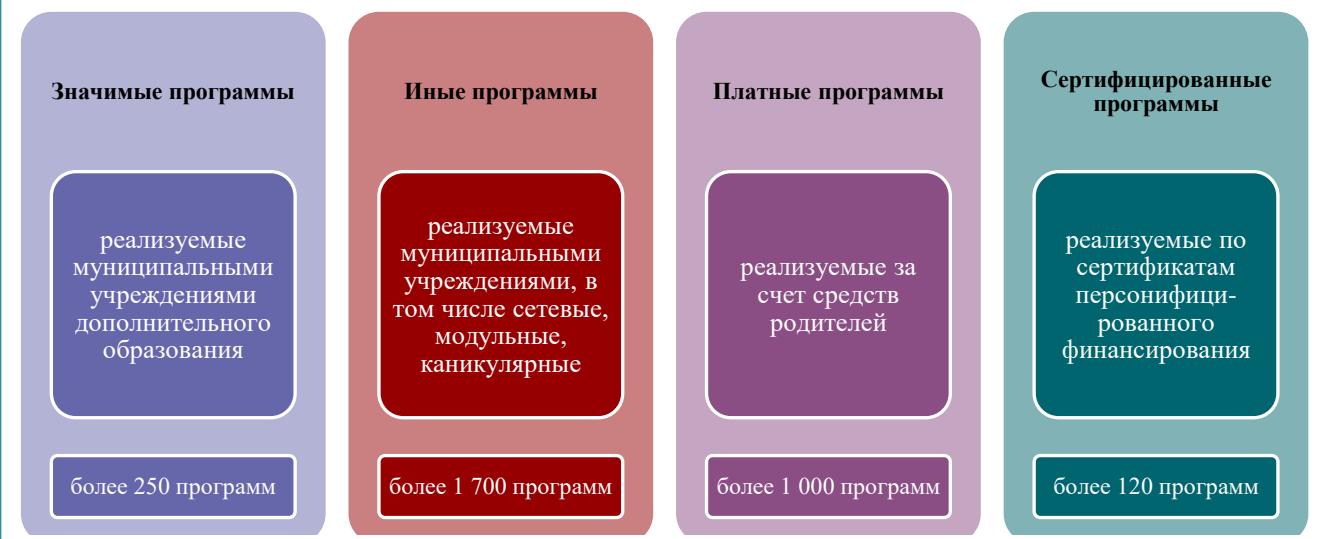 Значимые программы
реализуемые
муниципальными
учреждениями
дополнительного
образования
более 250 программ
Иные программы
реализуемые
муниципальными
учреждениями, в
том числе сетевые,
модульные,
каникулярные
более 1 700 программ
Платные программы
реализуемые за
счет средств
родителей
более 1 000 программ
Сертифицированные
программы
реализуемые по
сертификатам
персонифици-
рованного
финансирования
более 120 программ